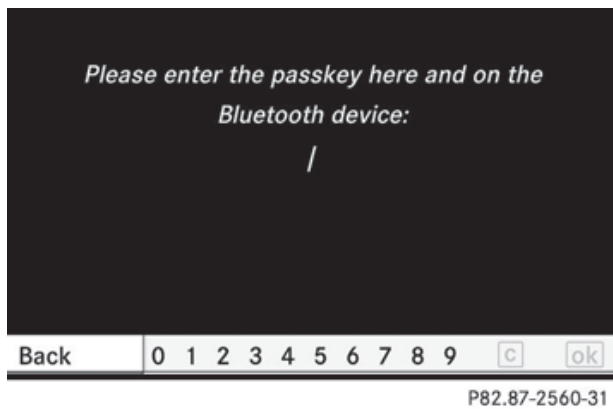 Please enter the passkey here and on the
Bluetooth device:
/
Back 0 1 2 3 4 5 6 7 8 9 c ok
P82.87-2560-31